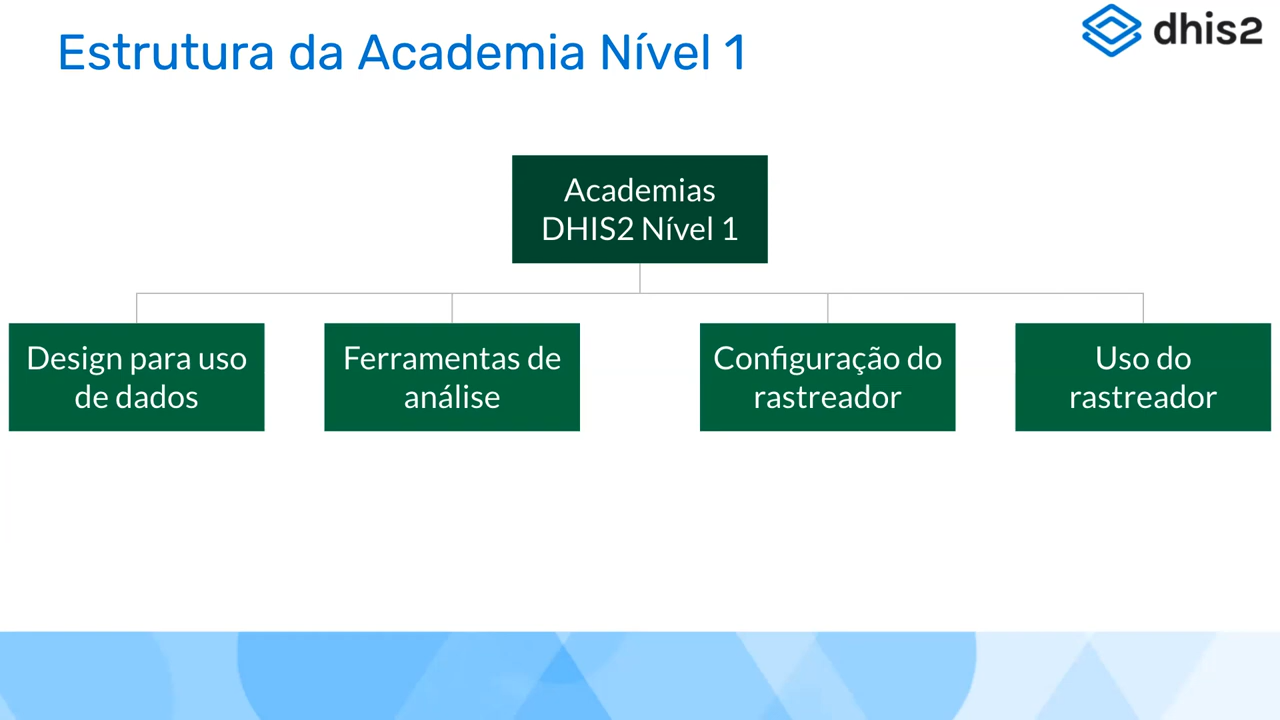 Estrutura da Academia Nível 1
dhis2
Academias
DHIS2 Nível 1
Design para uso
de dados
Ferramentas de
análise
Configuração do
rastreador
Uso do
rastreador